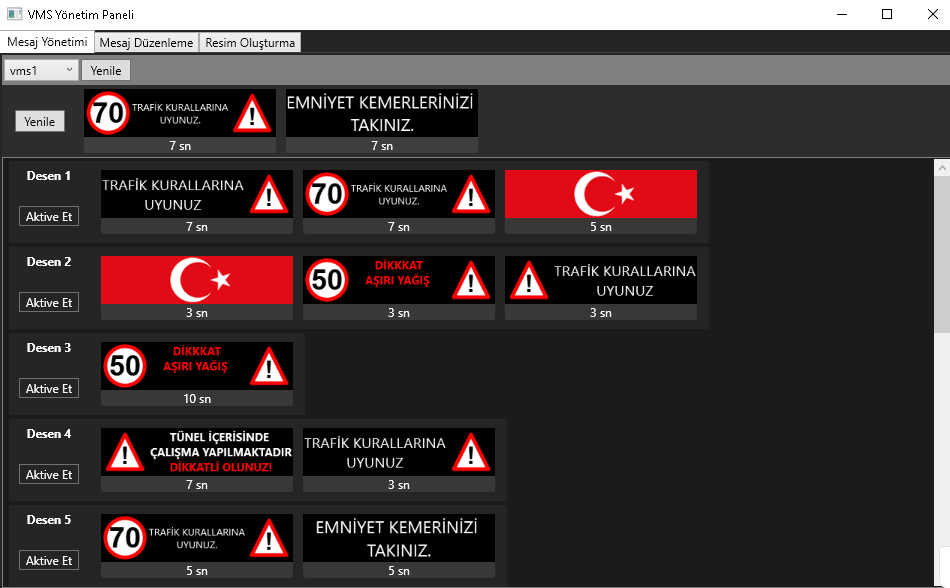 VMS Yönetim Paneli
Mesaj Yönetimi Mesaj Düzenleme Resim Oluşturma
vms1 Yenile
Yenile
70 TRAFİK KURALLARINA
UYUNUZ. !
7 sn
EMNİYET KEMERLERİNİZİ
TAKINIZ.
7 sn
Desen 1
Aktive Et
TRAFİK KURALLARINA
UYUNUZ !
7 sn
70 TRAFİK KURALLARINA
UYUNUZ. !
7 sn
5 sn
Desen 2
Aktive Et
3 sn
50 DİKKKAT
AŞIRI YAĞIŞ !
3 sn
! TRAFİK KURALLARINA
UYUNUZ
3 sn
Desen 3
Aktive Et
50 DİKKKAT
AŞIRI YAĞIŞ !
10 sn
Desen 4
Aktive Et
! TÜNEL İÇERİSİNDE
ÇALIŞMA YAPILMAKTADIR
DIKKATLİ OLUNUZ!
7 sn
TRAFİK KURALLARINA
UYUNUZ !
3 sn
Desen 5
Aktive Et
70 TRAFİK KURALLARINA
UYUNUZ. !
5 sn
EMNİYET KEMERİNİZİ
TAKINIZ.
5 sn